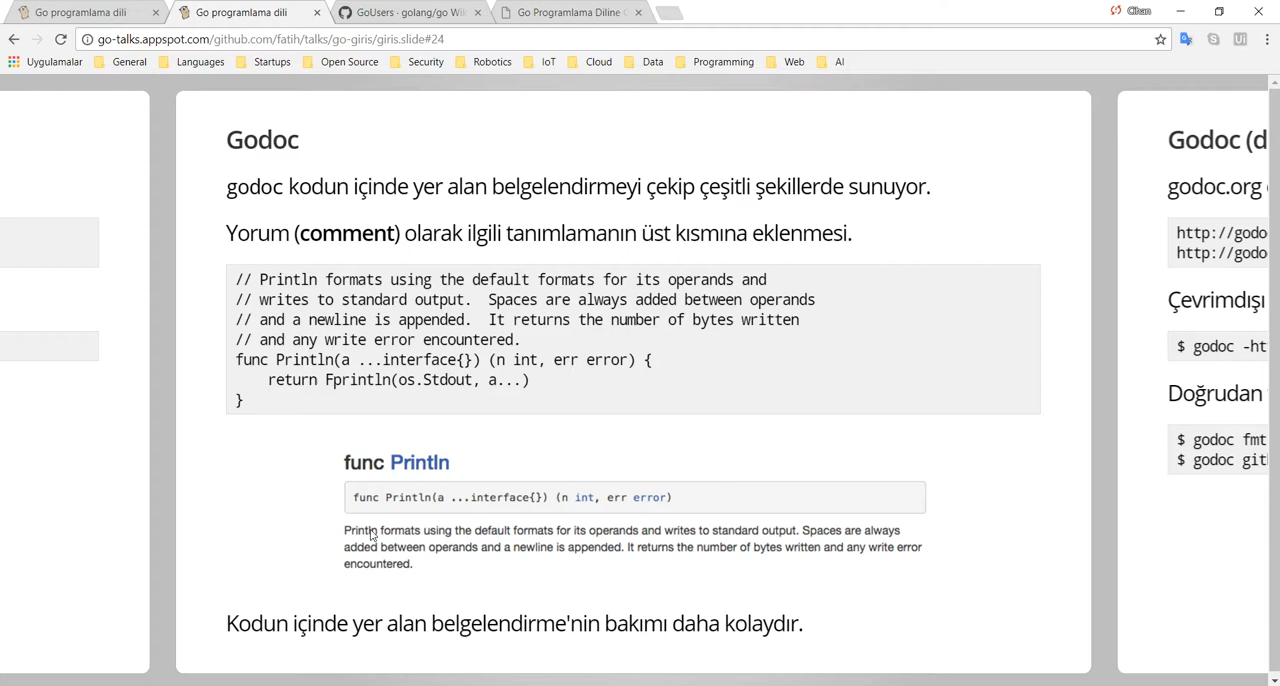 Go programlama dili
Go programlama dili
GoUsers · golang/go Wi
Go Programlama Diline
Cihan
go-talks.appspot.com/github.com/fatih/talks/go-giris/giris.slide#24
Uygulamalar
General
Languages
Startups
Open Source
Security
Robotics
IoT
Cloud
Data
Programming
Web
AI
Godoc
godoc kodun içinde yer alan belgelendirmeyi çekip çeşitli şekillerde sunuyor.
Yorum (comment) olarak ilgili tanımlamanın üst kısmına eklenmesi.
// Println formats using the default formats for its operands and
// writes to standard output.  Spaces are always added between operands
// and a newline is appended.  It returns the number of bytes written
// and any write error encountered.
func Println(a ...interface{}) (n int, err error) {
    return Fprintln(os.Stdout, a...)
}
func Println
func Println(a ...interface{}) (n int, err error)
Println formats using the default formats for its operands and writes to standard output. Spaces are always
added between operands and a newline is appended. It returns the number of bytes written and any write error
encountered.
Kodun içinde yer alan belgelendirme'nin bakımı daha kolaydır.
Godoc (d
godoc.org
http://godo
http://godo
Çevrimdışı
$ godoc -ht
Doğrudan
$ godoc fmt
$ godoc git